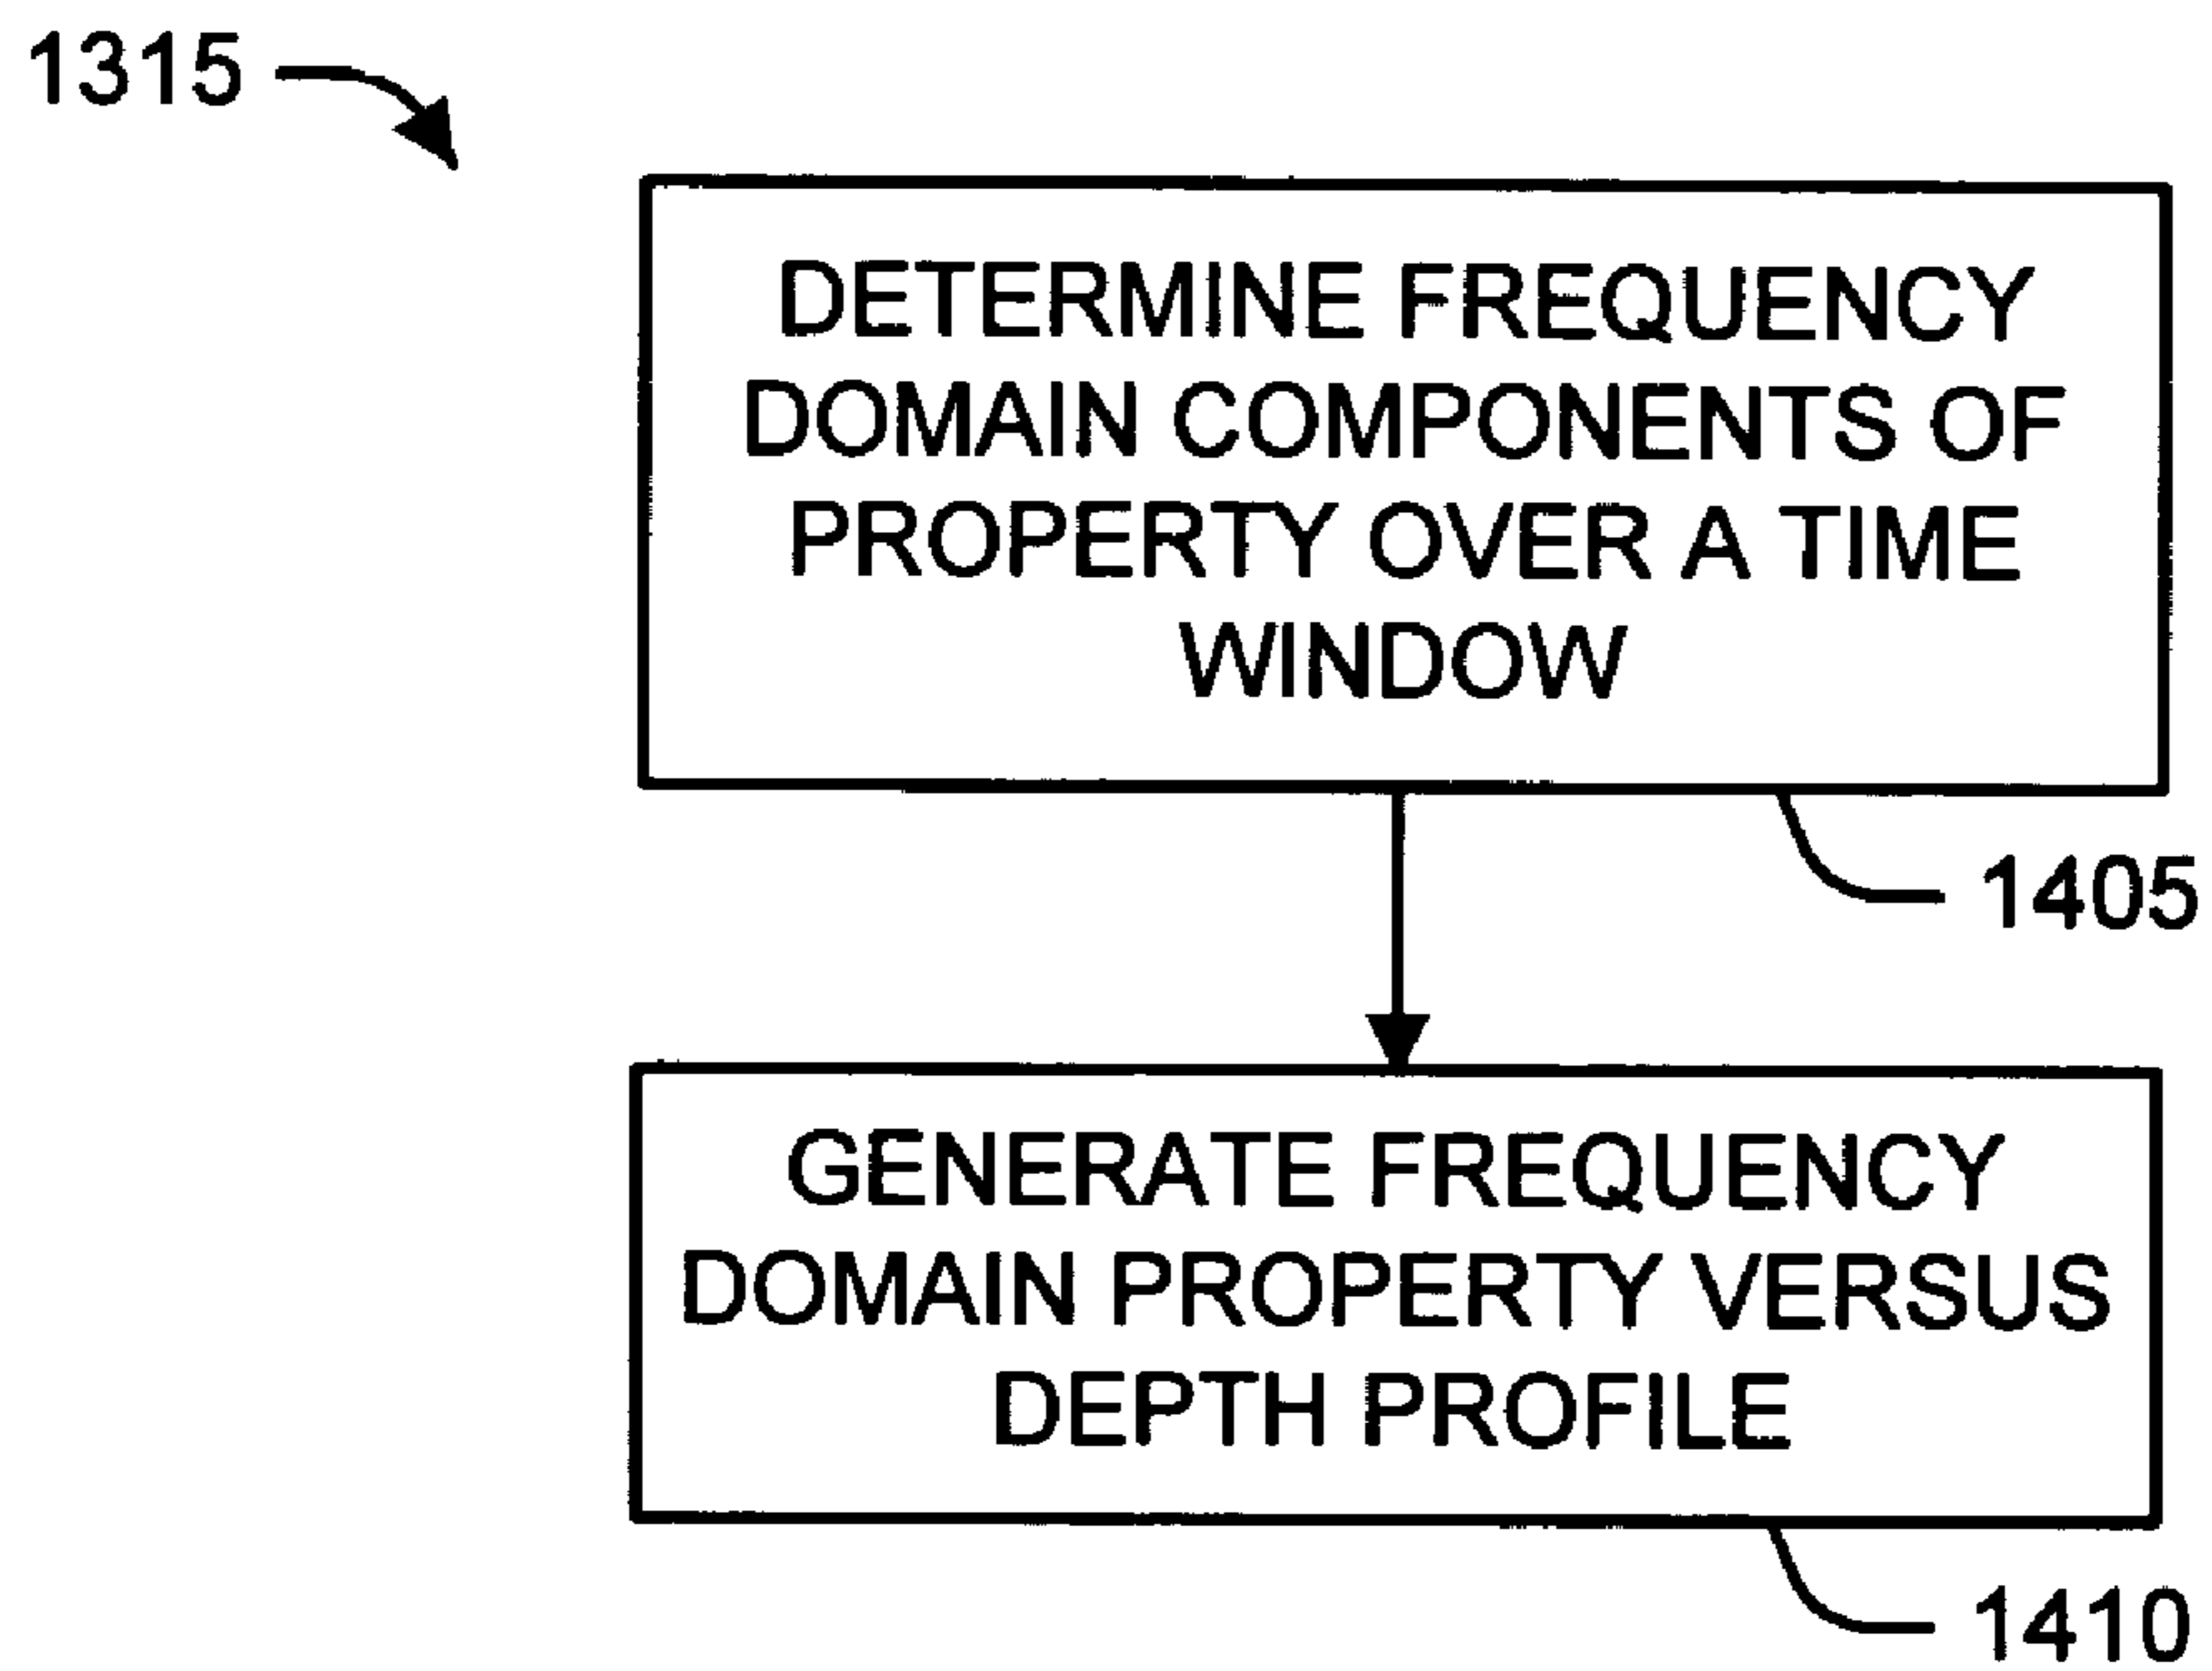 1315
DETERMINE FREQUENCY
DOMAIN COMPONENTS OF
PROPERTY OVER A TIME
WINDOW
1405
GENERATE FREQUENCY
DOMAIN PROPERTY VERSUS
DEPTH PROFILE
1410